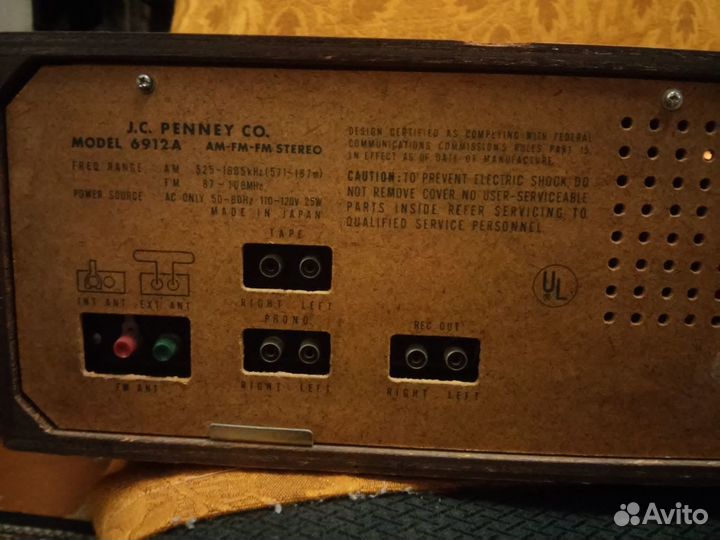 J.C. PENNEY CO.
MODEL 6912A AM-FM-FM STEREO
FREQ. RANGE : AM 525-1605kHz (571-187m)
FM 87-108MHz
POWER SOURCE : AC ONLY 50-60Hz 110-120V 25W
MADE IN JAPAN
DESIGN CERTIFIED AS COMPLYING WITH FEDERAL
COMMUNICATIONS COMMISSION'S RULES PART 15,
IN EFFECT AS OF DATE OF MANUFACTURE.
CAUTION: TO PREVENT ELECTRIC SHOCK, DO
NOT REMOVE COVER. NO USER-SERVICEABLE
PARTS INSIDE REFER SERVICING TO
QUALIFIED SERVICE PERSONNEL.
TAPE
RIGHT LEFT
INT ANT EXT ANT
PHONO
REC OUT
FM ANT
RIGHT LEFT
RIGHT LEFT
UL
®
Avito